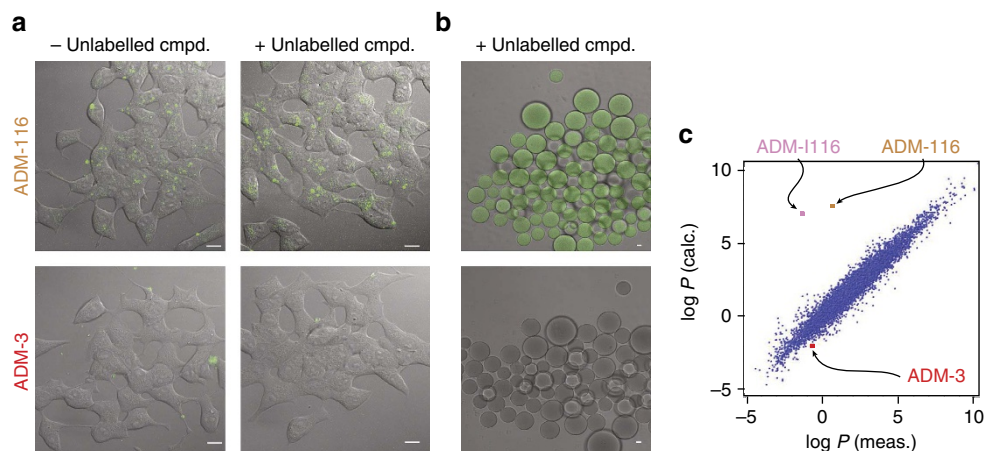 a
– Unlabelled cmpd.
+ Unlabelled cmpd.
ADM-116
ADM-3
b
+ Unlabelled cmpd.
c
ADM-I116
ADM-116
ADM-3
log P (calc.)
10
5
0
–5
–5
0
5
10
log P (meas.)